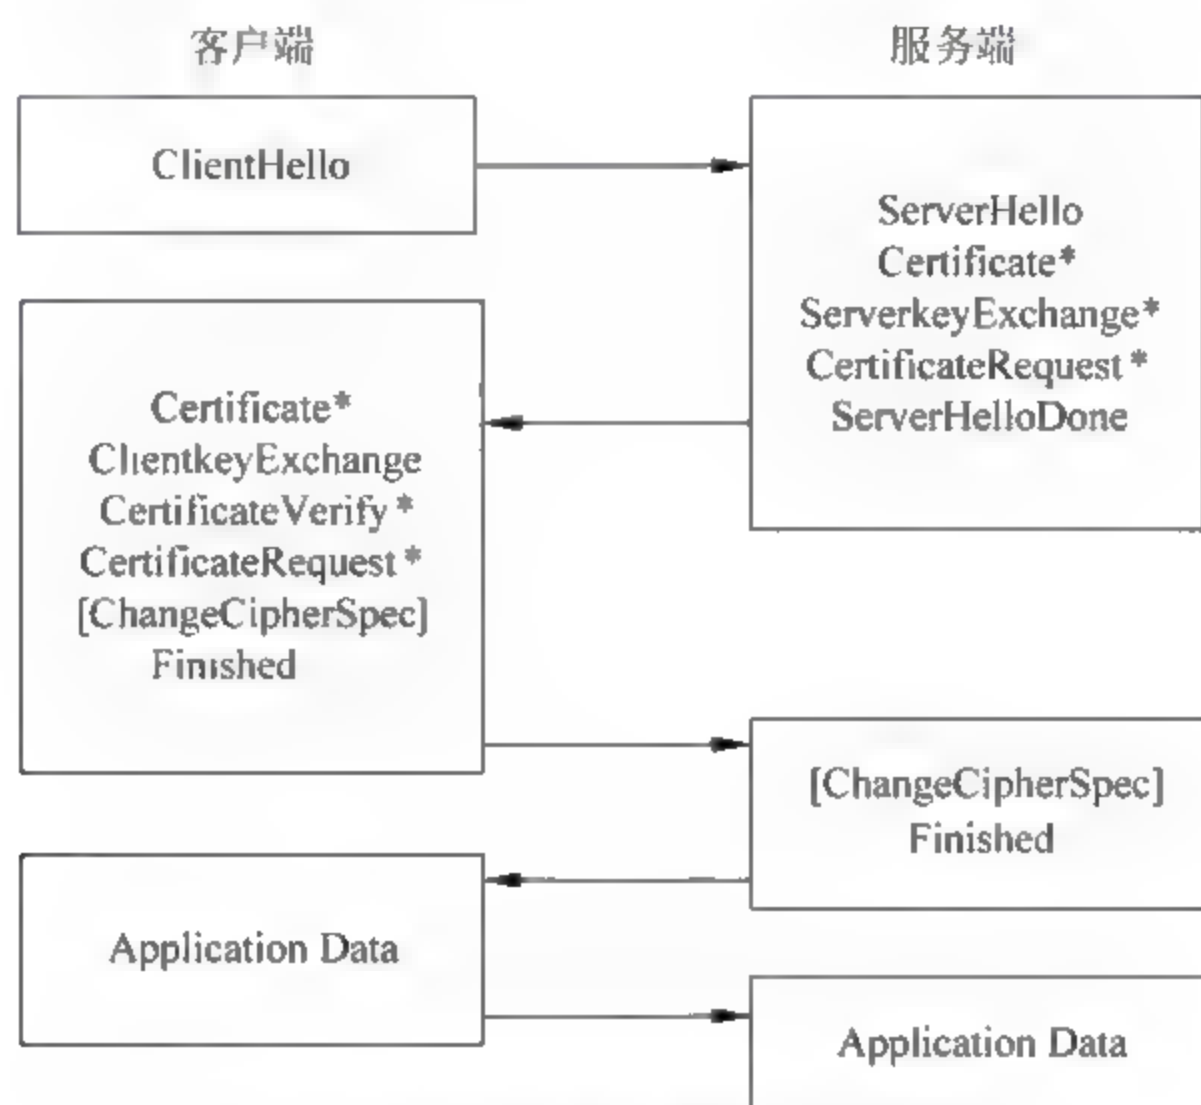 客户端
服务端
ClientHello
ServerHello
Certificate*
ServerkeyExchange*
CertificateRequest*
ServerHelloDone
Certificate*
ClientkeyExchange
CertificateVerify*
CertificateRequest*
[ChangeCipherSpec]
Finished
[ChangeCipherSpec]
Finished
Application Data
Application Data